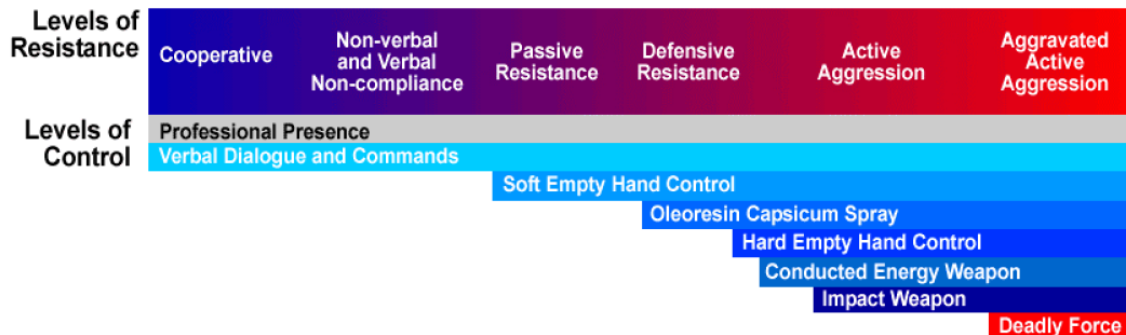 Levels of
Resistance
Cooperative
Non-verbal
and Verbal
Non-compliance
Passive
Resistance
Defensive
Resistance
Active
Aggression
Aggravated
Active
Aggression
Levels of
Control
Professional Presence
Verbal Dialogue and Commands
Soft Empty Hand Control
Oleoresin Capsicum Spray
Hard Empty Hand Control
Conducted Energy Weapon
Impact Weapon
Deadly Force